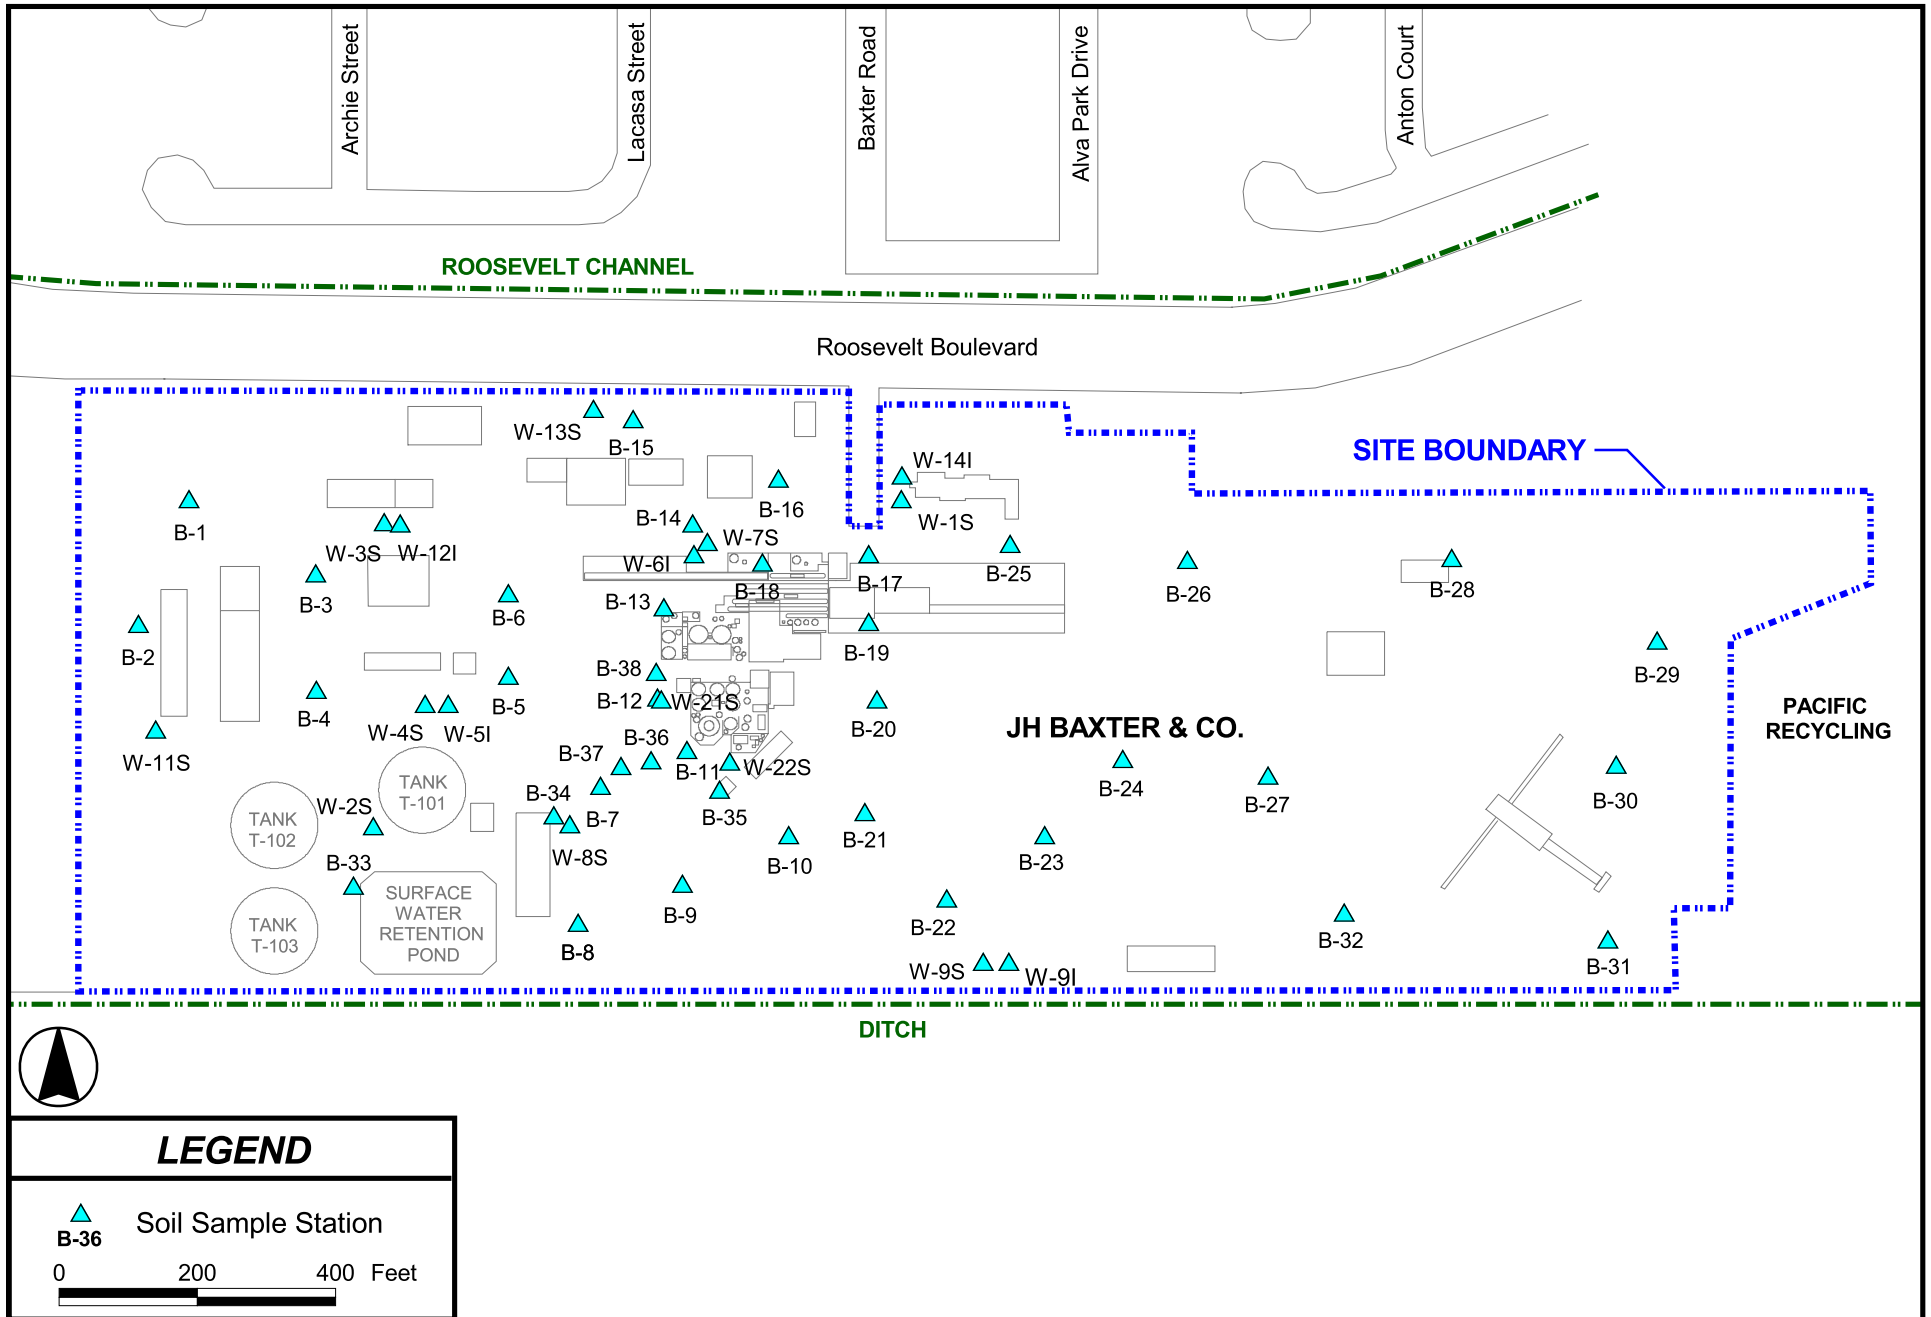 Archie Street
Lacasa Street
Baxter Road
Alva Park Drive
Anton Court
ROOSEVELT CHANNEL
Roosevelt Boulevard
SITE BOUNDARY
W-13S
B-15
W-14I
B-16
W-1S
B-1
B-14
W-7S
W-3S
W-12I
W-6I
B-17
B-25
B-18
B-26
B-28
B-3
B-6
B-13
B-2
B-19
B-38
B-29
B-12
W-21S
B-4
B-5
W-4S
W-5I
B-20
JH BAXTER & CO.
PACIFIC
RECYCLING
W-11S
B-37
B-36
B-11
W-22S
B-24
B-27
B-30
TANK
T-101
B-34
W-2S
B-7
B-35
TANK
T-102
B-21
B-23
W-8S
B-10
B-33
SURFACE
WATER
RETENTION
POND
B-9
B-22
TANK
T-103
B-8
B-32
B-31
W-9S
W-9I
DITCH
LEGEND
B-36
Soil Sample Station
0 200 400 Feet